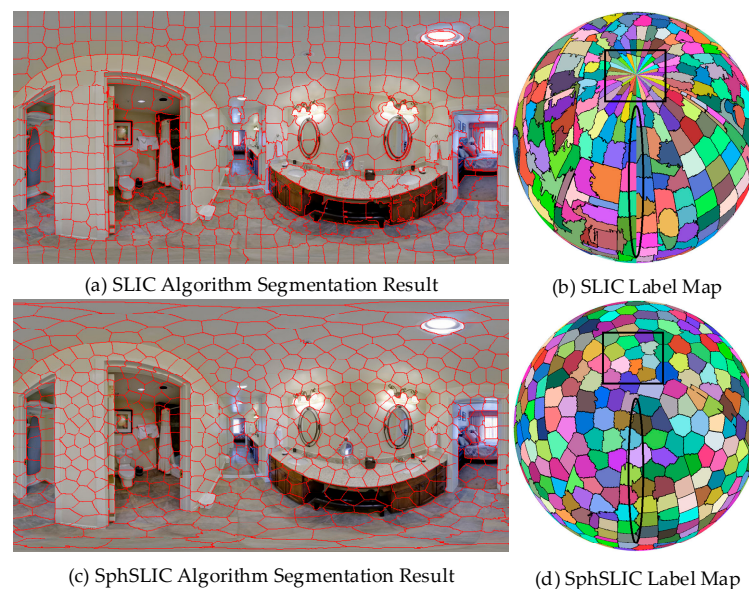 (a) SLIC Algorithm Segmentation Result
(b) SLIC Label Map
(c) SphSLIC Algorithm Segmentation Result
(d) SphSLIC Label Map